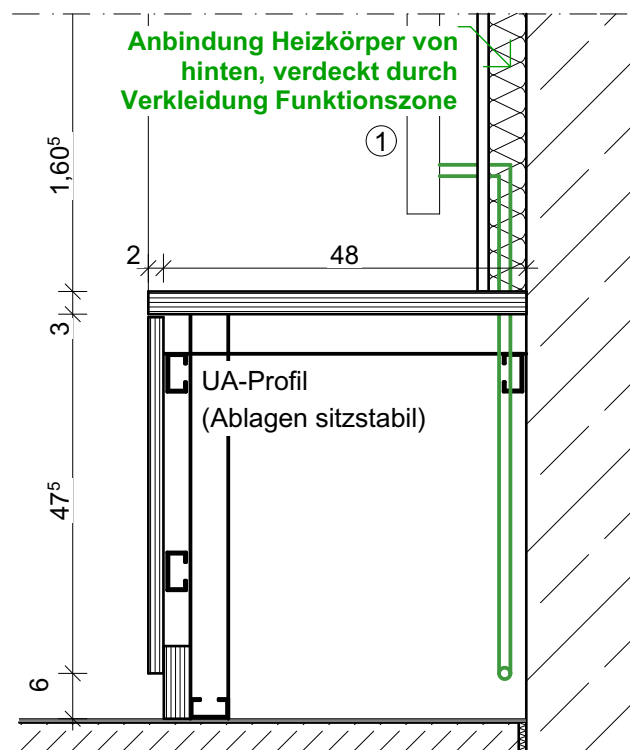 Anbindung Heizkörper von
hinten, verdeckt durch
Verkleidung Funktionszone
1
1,60⁵
2
48
3
UA-Profil
(Ablagen sitzstabil)
47⁵
6